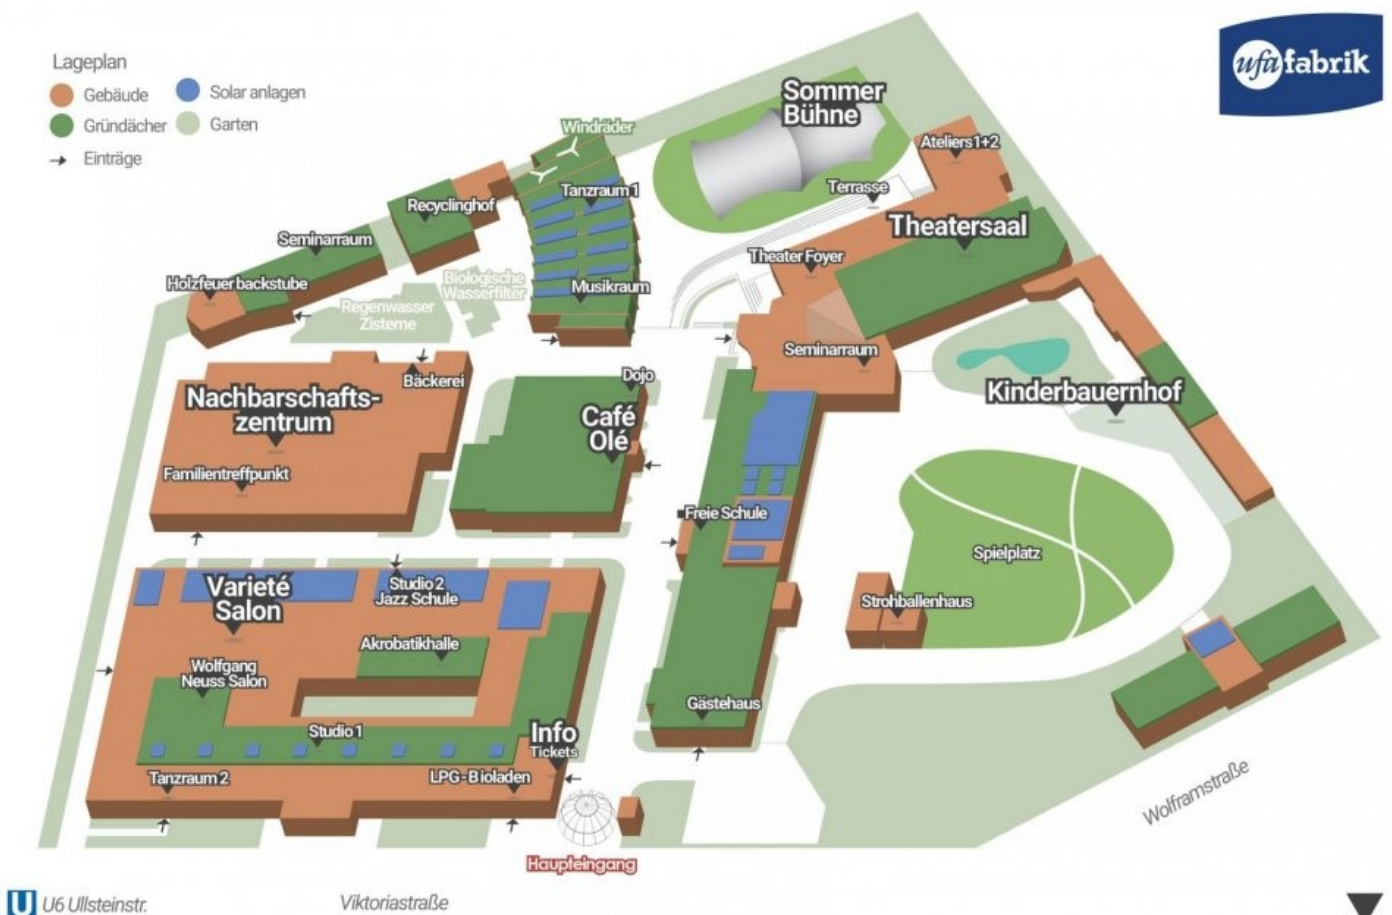 Lageplan
Gebäude
Solar anlagen
Gründächer
Garten
Einträge
ufafabrik
Sommer
Bühne
Windräder
Ateliers 1+2
Tanzraum 1
Terrasse
Recyclinghof
Theatersaal
Seminarraum
Theater Foyer
Holzfeuer backstube
Biologische
Wasserfilter
Musikraum
Regenwasser
Zisteme
Seminarraum
Bäckerei
Dojo
Nachbarschafts-
zentrum
Kinderbauernhof
Café
Olé
Familientreffpunkt
Freie Schule
Spielplatz
Varieté
Salon
Studio 2
Jazz Schule
Strohballenhaus
Akrobatikhalle
Wolfgang
Neuss Salon
Gästehaus
Studio 1
Info
Tickets
Tanzraum 2
LPG - Bioladen
Wolframstraße
Haupteingang
U U6 Ullsteinstr.
Viktoriastraße